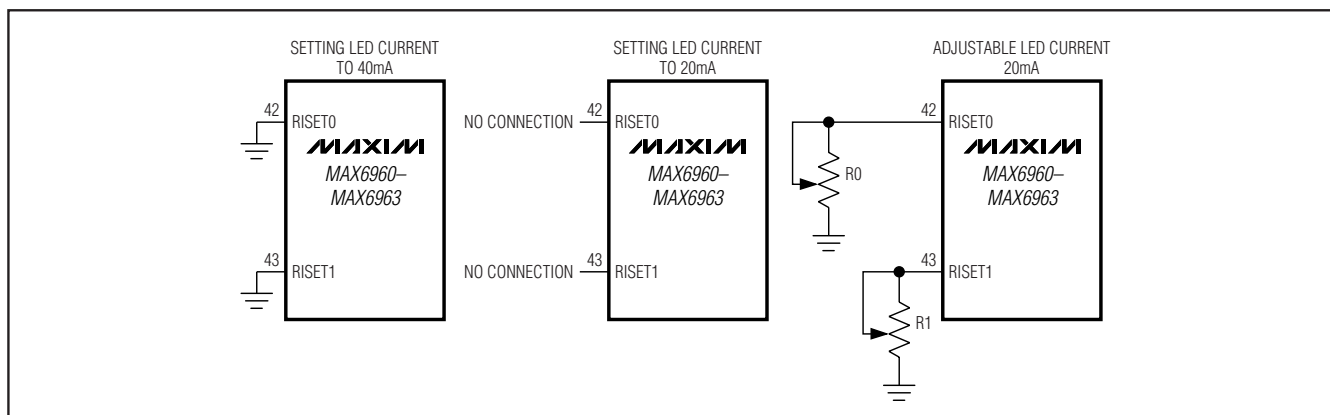 SETTING LED CURRENT
TO 40mA
42
RISET0
MAXIM
MAX6960–
MAX6963
43
RISET1
SETTING LED CURRENT
TO 20mA
NO CONNECTION
42
RISET0
MAXIM
MAX6960–
MAX6963
NO CONNECTION
43
RISET1
ADJUSTABLE LED CURRENT
20mA
42
RISET0
R0
MAXIM
MAX6960–
MAX6963
43
RISET1
R1